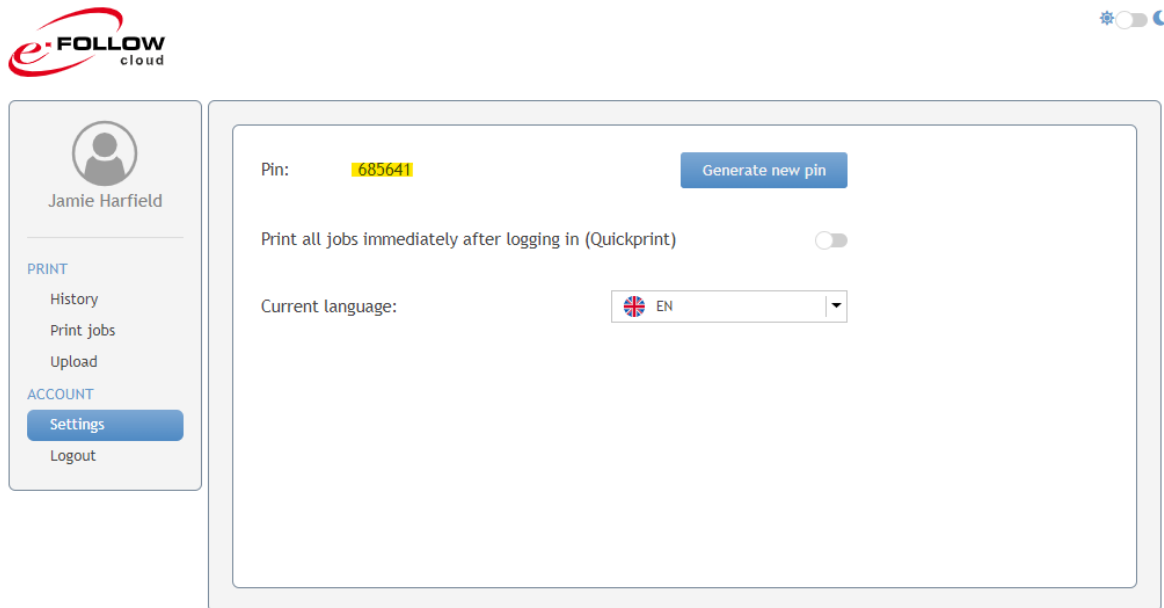 e·FOLLOW
cloud
Jamie Harfield
PRINT
History
Print jobs
Upload
ACCOUNT
Settings
Logout
Pin: 685641 Generate new pin
Print all jobs immediately after logging in (Quickprint)
Current language: EN